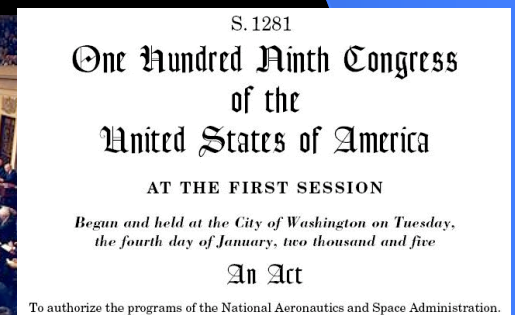 S. 1281
One Hundred Ninth Congress
of the
United States of America
AT THE FIRST SESSION
Begun and held at the City of Washington on Tuesday,
the fourth day of January, two thousand and five
An Act
To authorize the programs of the National Aeronautics and Space Administration.